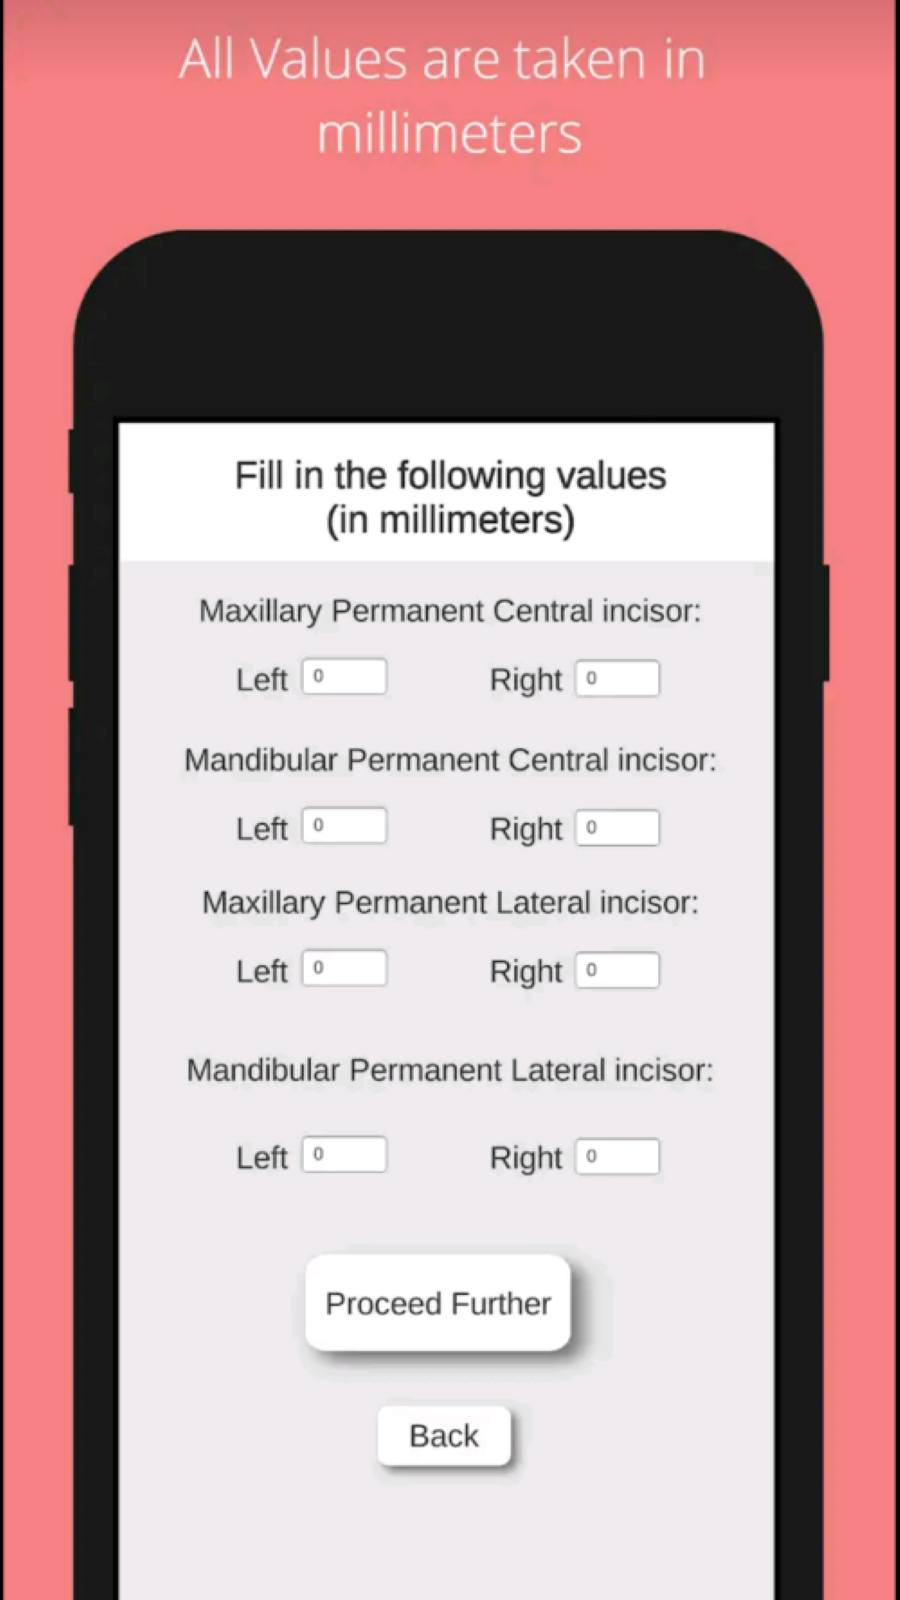 All Values are taken in
millimeters
Fill in the following values
(in millimeters)
Maxillary Permanent Central incisor:
Left 0 Right 0
Mandibular Permanent Central incisor:
Left 0 Right 0
Maxillary Permanent Lateral incisor:
Left 0 Right 0
Mandibular Permanent Lateral incisor:
Left 0 Right 0
Proceed Further
Back